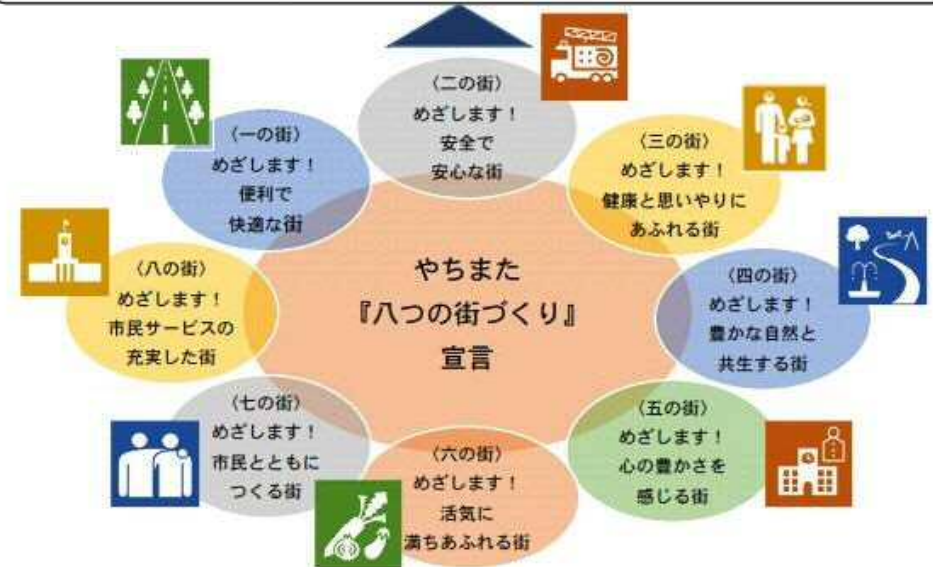 やちまた
『八つの街づくり』
宣言
〈一の街〉
めざします！
便利で
快適な街
〈二の街〉
めざします！
安全で
安心な街
〈三の街〉
めざします！
健康と思いやりに
あふれる街
〈四の街〉
めざします！
豊かな自然と
共生する街
〈五の街〉
めざします！
心の豊かさを
感じる街
〈六の街〉
めざします！
活気に
満ちあふれる街
〈七の街〉
めざします！
市民とともに
つくる街
〈八の街〉
めざします！
市民サービスの
充実した街